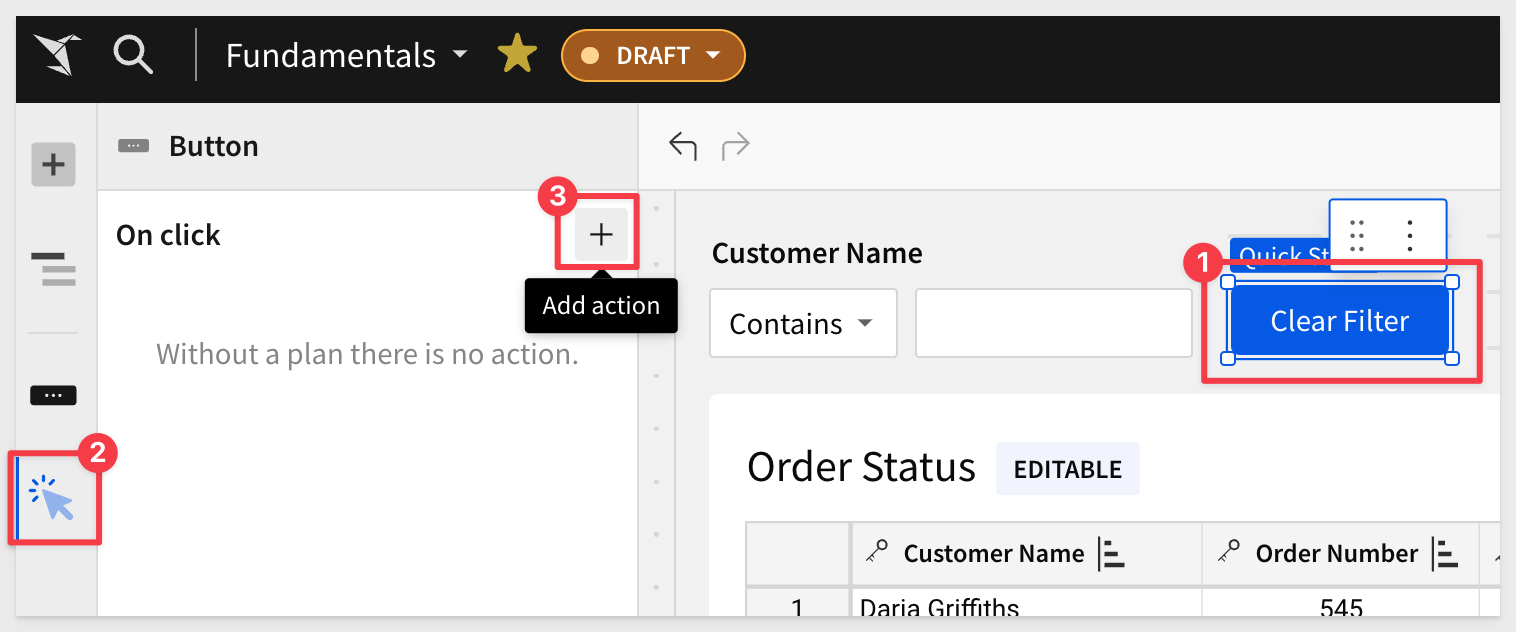 Fundamentals
DRAFT
Button
On click
3
Add action
Without a plan there is no action.
2
Customer Name
Contains
1
Quick St
Clear Filter
Order Status
EDITABLE
Customer Name
Order Number
1
Daria Griffiths
545